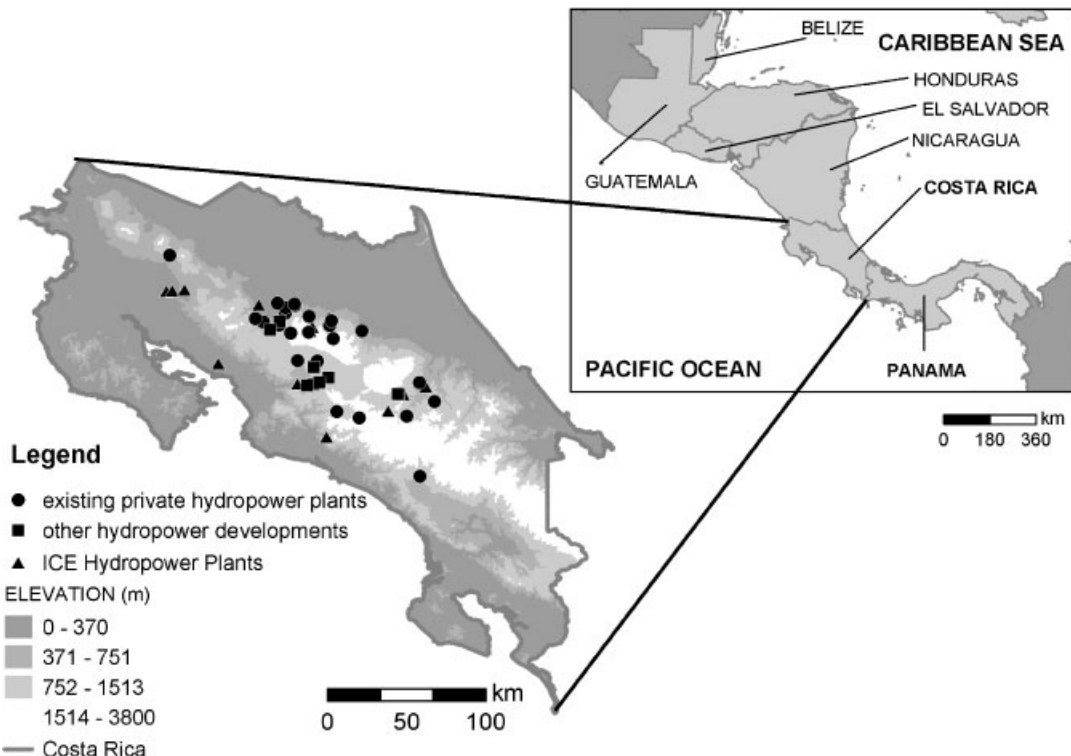 BELIZE
CARIBBEAN SEA
HONDURAS
EL SALVADOR
NICARAGUA
GUATEMALA
COSTA RICA
PACIFIC OCEAN
PANAMA
km
0 180 360
Legend
existing private hydropower plants
other hydropower developments
ICE Hydropower Plants
ELEVATION (m)
0 - 370
371 - 751
752 - 1513
1514 - 3800
Costa Rica
km
0 50 100